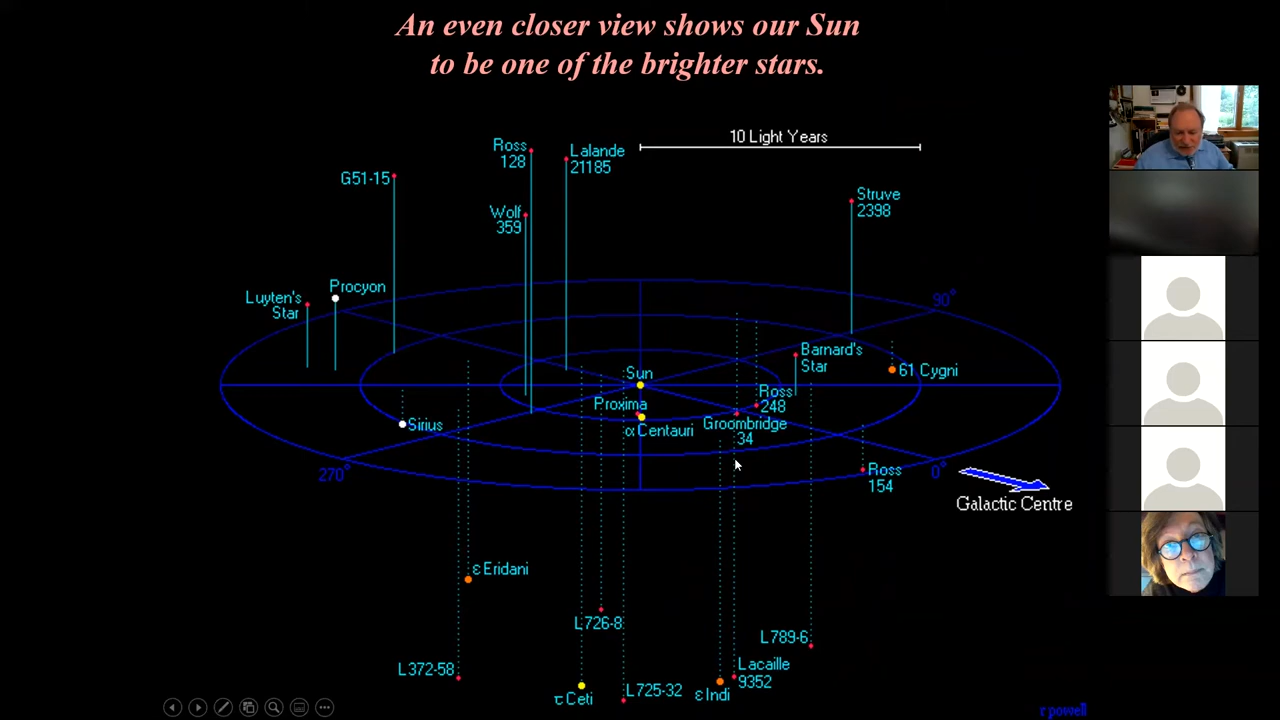 An even closer view shows our Sun
to be one of the brighter stars.
10 Light Years
Ross
128
Lalande
21185
G51-15
Wolf
359
Struve
2398
Procyon
Luyten's
Star
90°
Barnard's
Star
Sun
61 Cygni
Proxima
Ross
248
Sirius
α Centauri
Groombridge
34
270°
Ross
154
0°
Galactic Centre
ε Eridani
L726-8
L789-6
L372-58
Lacaille
9352
τ Ceti
L725-32
ε Indi
r powell